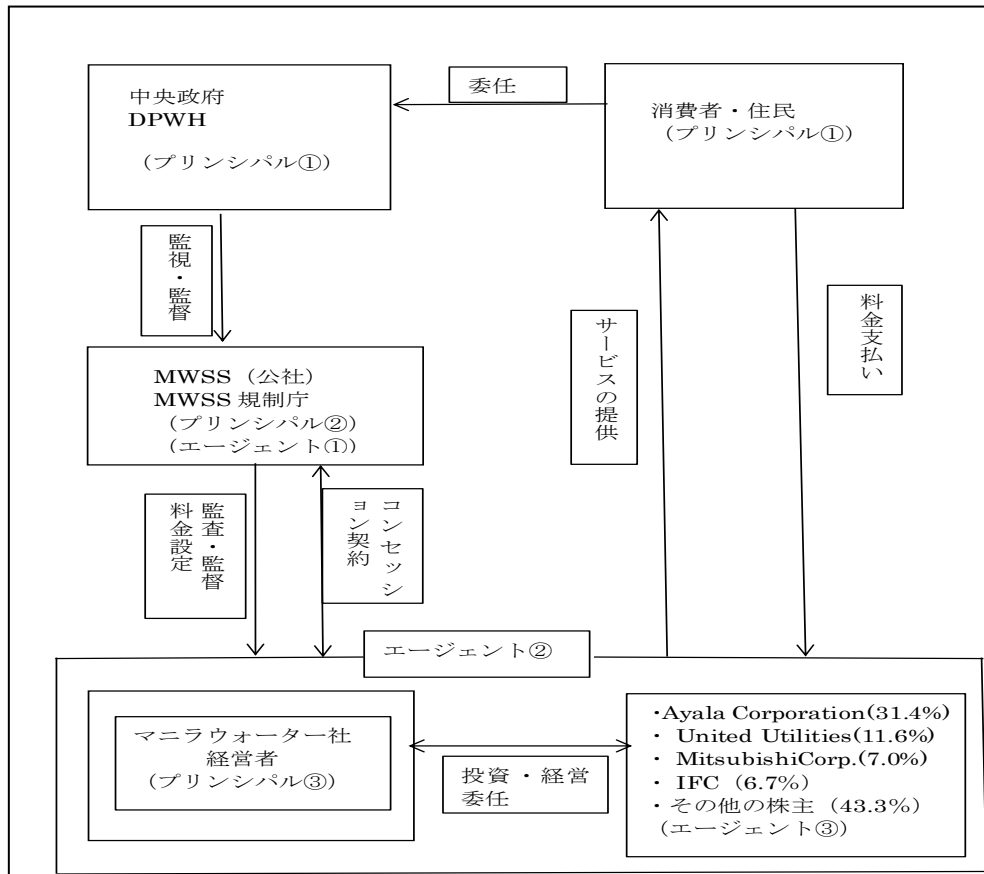 中央政府
DPWH
（プリンシパル①）
委任
消費者・住民
（プリンシパル①）
監視・監督
サービスの提供
料金支払い
MWSS（公社）
MWSS 規制庁
（プリンシパル②）
（エージェント①）
監査・監督
料金設定
コンセッシ
ョン契約
エージェント②
マニラウォーター社
経営者
（プリンシパル③）
投資・経営
委任
・Ayala Corporation(31.4%)
・ United Utilities(11.6%)
・ MitsubishiCorp.(7.0%)
・ IFC（6.7%）
・その他の株主（43.3%）
（エージェント③）